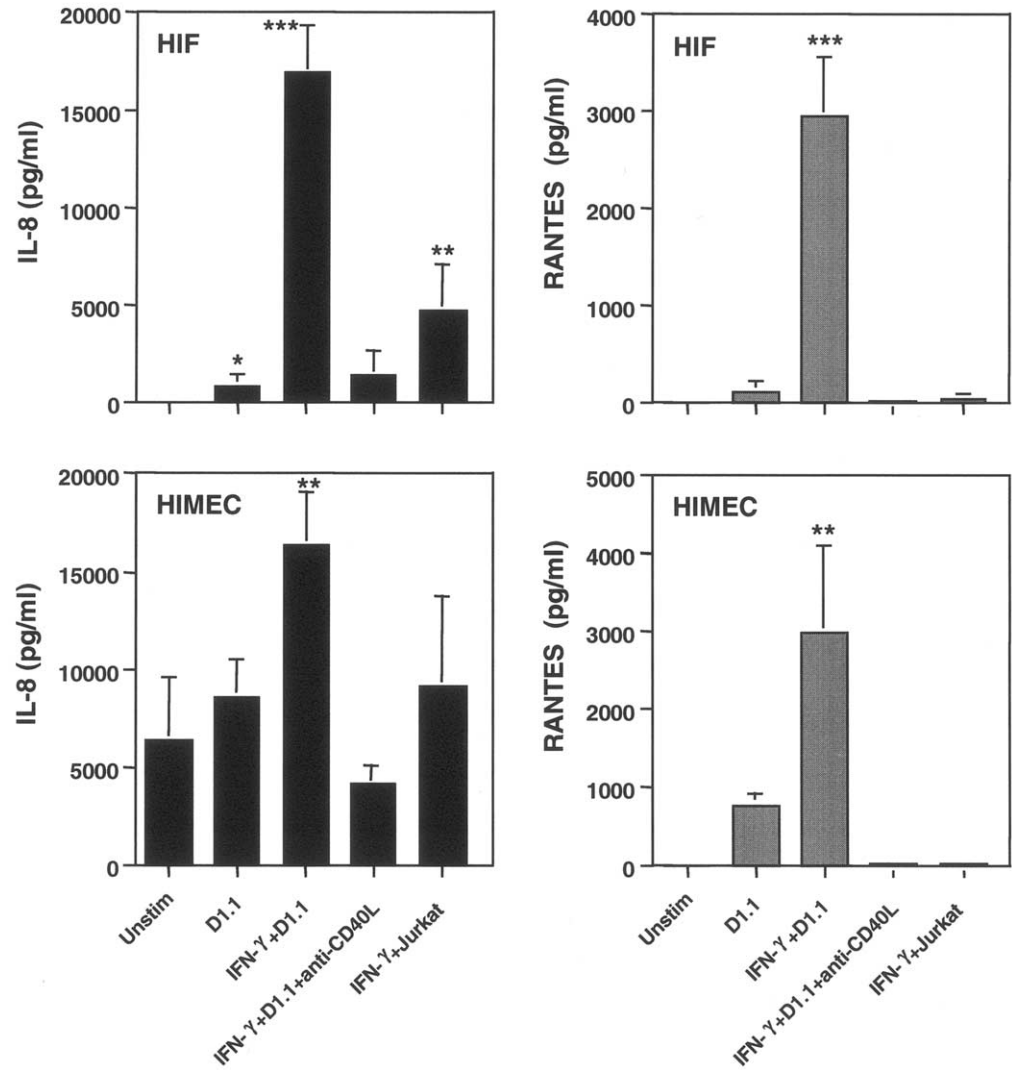 HIF
IL-8 (pg/ml)
20000
15000
10000
5000
0
***
*
**
HIF
RANTES (pg/ml)
4000
3000
2000
1000
0
***
HIMEC
IL-8 (pg/ml)
20000
15000
10000
5000
0
**
Unstim
D1.1
IFN-γ+D1.1
IFN-γ+D1.1+anti-CD40L
IFN-γ+Jurkat
HIMEC
RANTES (pg/ml)
5000
4000
3000
2000
1000
0
**
Unstim
D1.1
IFN-γ+D1.1
IFN-γ+D1.1+anti-CD40L
IFN-γ+Jurkat